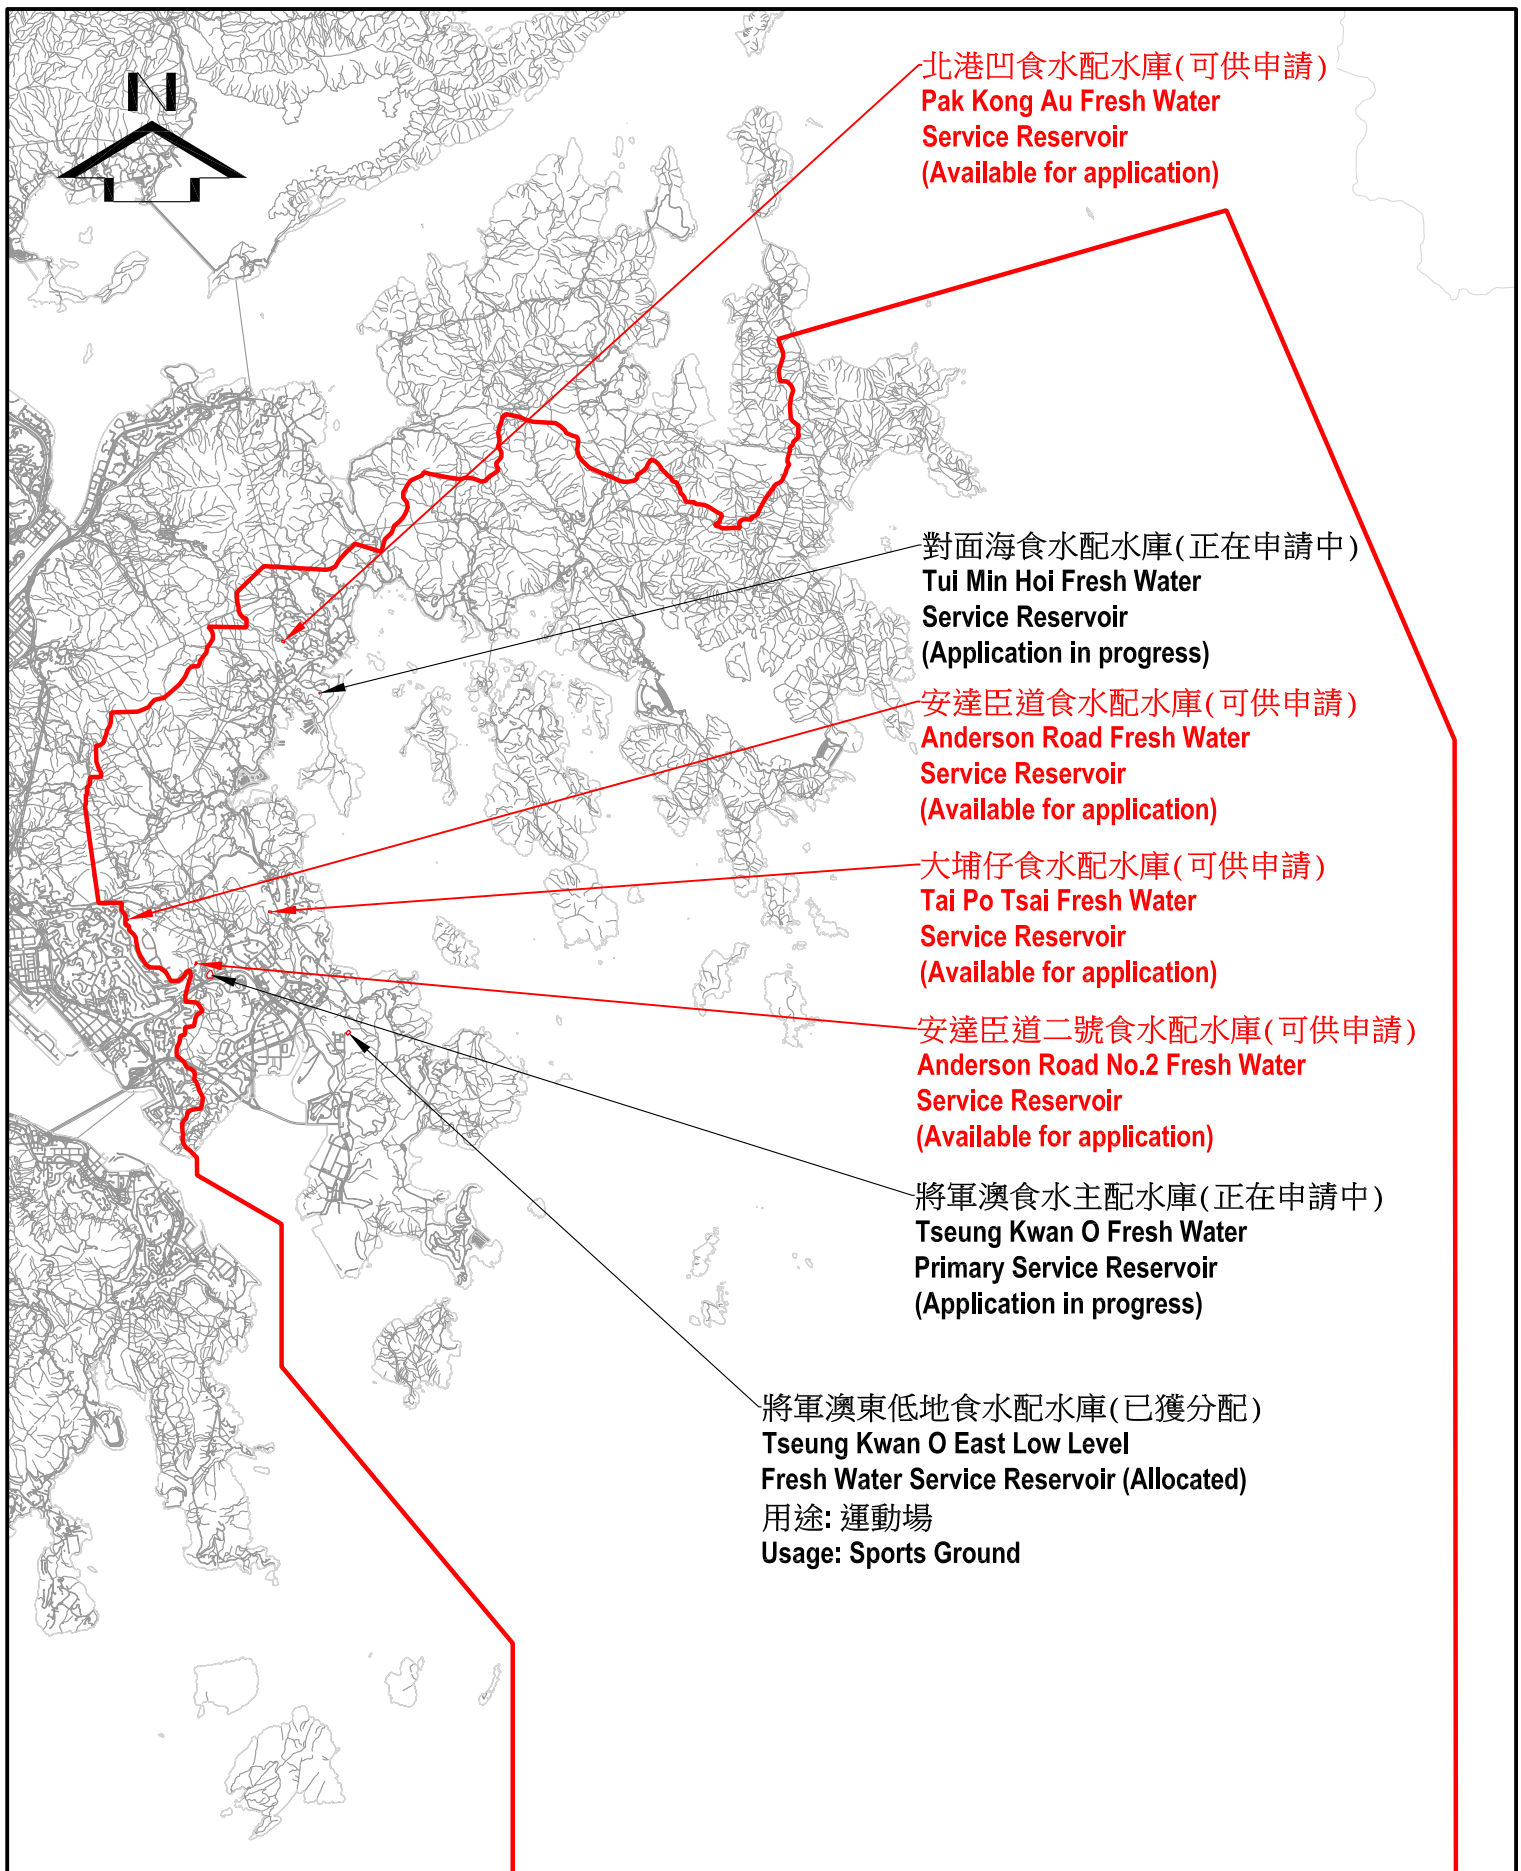 N
北港凹食水配水庫(可供申請)
Pak Kong Au Fresh Water
Service Reservoir
(Available for application)
對面海食水配水庫(正在申請中)
Tui Min Hoi Fresh Water
Service Reservoir
(Application in progress)
安達臣道食水配水庫(可供申請)
Anderson Road Fresh Water
Service Reservoir
(Available for application)
大埔仔食水配水庫(可供申請)
Tai Po Tsai Fresh Water
Service Reservoir
(Available for application)
安達臣道二號食水配水庫(可供申請)
Anderson Road No.2 Fresh Water
Service Reservoir
(Available for application)
將軍澳食水主配水庫(正在申請中)
Tseung Kwan O Fresh Water
Primary Service Reservoir
(Application in progress)
將軍澳東低地食水配水庫(已獲分配)
Tseung Kwan O East Low Level
Fresh Water Service Reservoir (Allocated)
用途: 運動場
Usage: Sports Ground